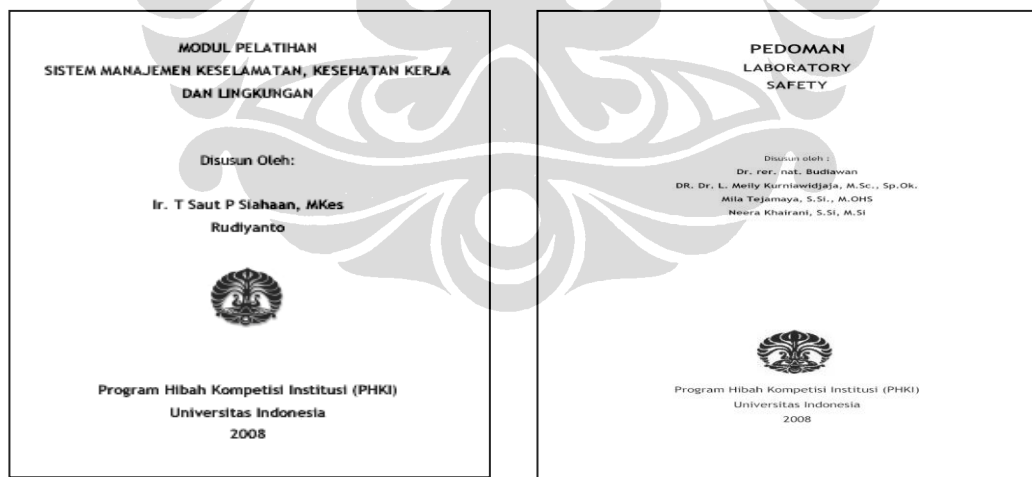 MODUL PELATIHAN
SISTEM MANAJEMEN KESELAMATAN, KESEHATAN KERJA
DAN LINGKUNGAN
Disusun Oleh:
Ir. T Saut P Siahaan, MKes
Rudiyanto
Program Hibah Kompetisi Institusi (PHKI)
Universitas Indonesia
2008
PEDOMAN
LABORATORY
SAFETY
Disusun oleh :
Dr. rer. nat. Budiawan
DR. Dr. L. Meily Kurniawidjaja, M.Sc., Sp.Ok.
Mila Tejamaya, S.Si., M.OHS
Neera Khairani, S.Si, M.Si
Program Hibah Kompetisi Institusi (PHKI)
Universitas Indonesia
2008